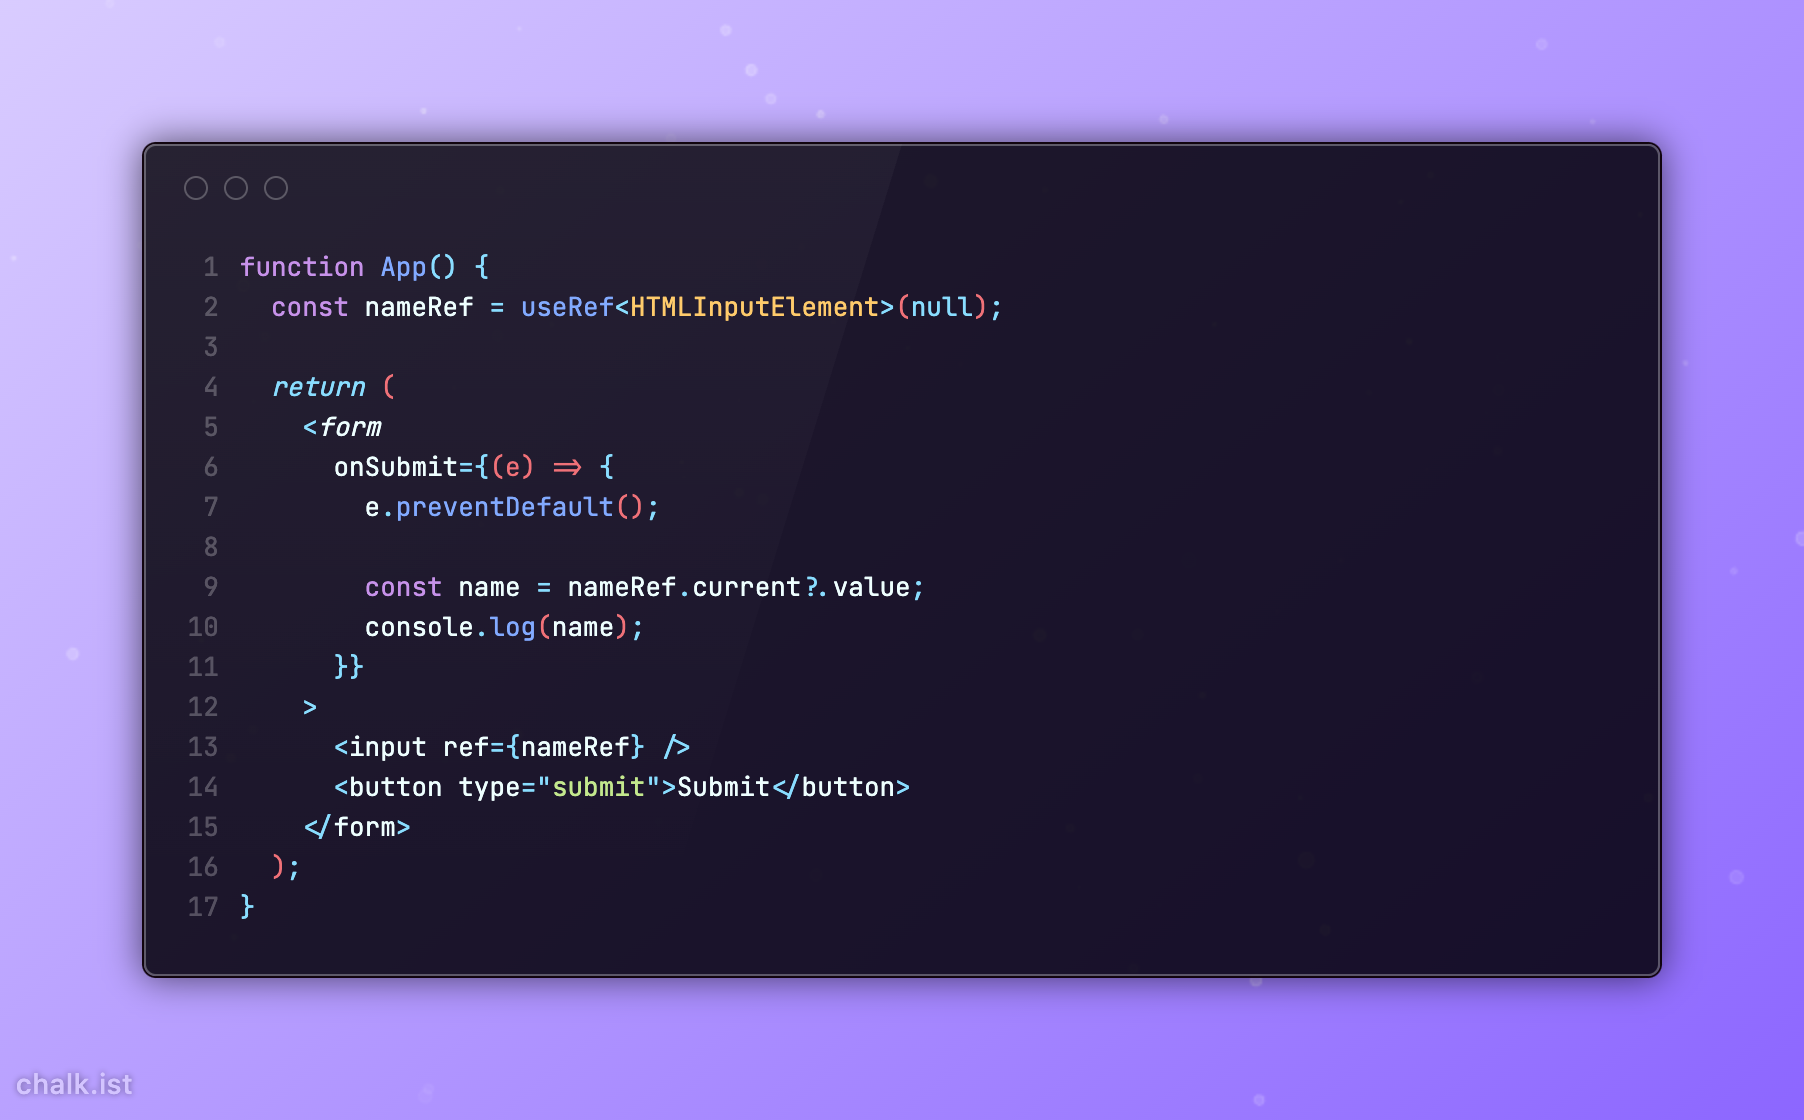 1 function App() {
2   const nameRef = useRef<HTMLInputElement>(null);
3
4   return (
5     <form
6       onSubmit={(e) => {
7         e.preventDefault();
8
9         const name = nameRef.current?.value;
10         console.log(name);
11       }}
12     >
13       <input ref={nameRef} />
14       <button type="submit">Submit</button>
15     </form>
16   );
17 }
chalk.ist